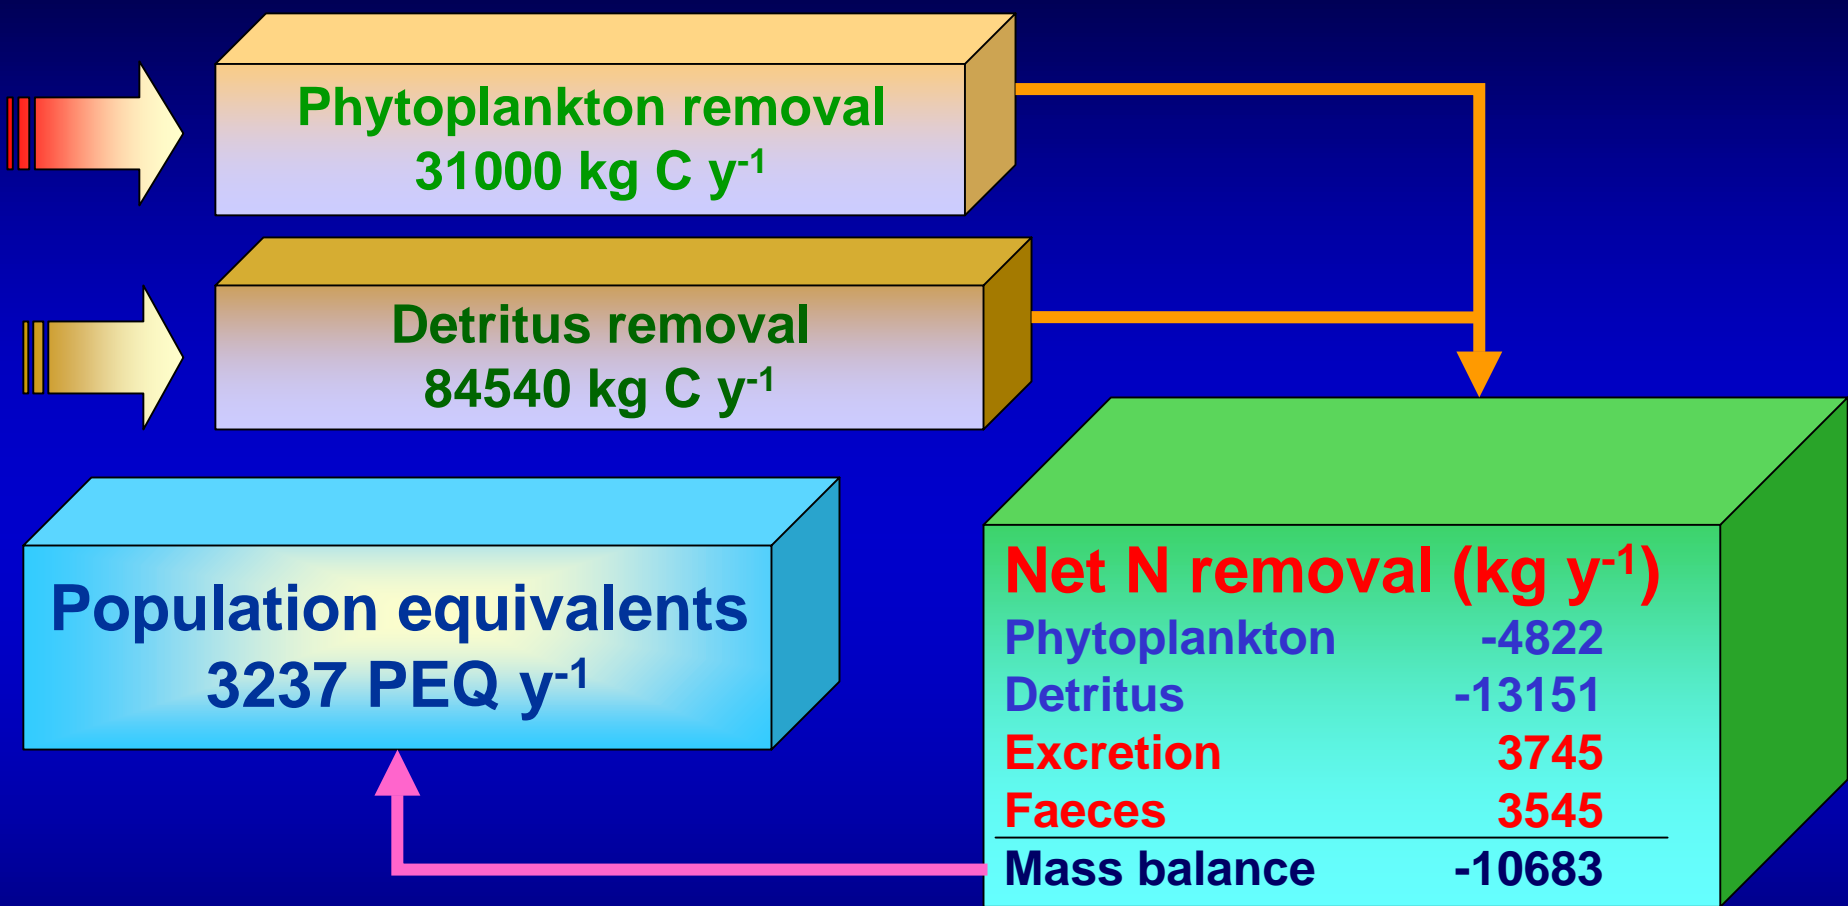 Phytoplankton removal
31000 kg C y⁻¹
Detritus removal
84540 kg C y⁻¹
Population equivalents
3237 PEQ y⁻¹
Net N removal (kg y⁻¹)
Phytoplankton -4822
Detritus -13151
Excretion 3745
Faeces 3545
Mass balance -10683